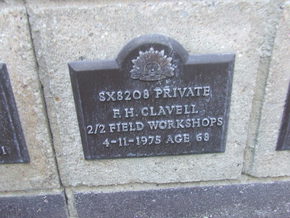 SX8208 PRIVATE
F. H. CLAVELL
2/2 FIELD WORKSHOPS
4-11-1975 AGE 68